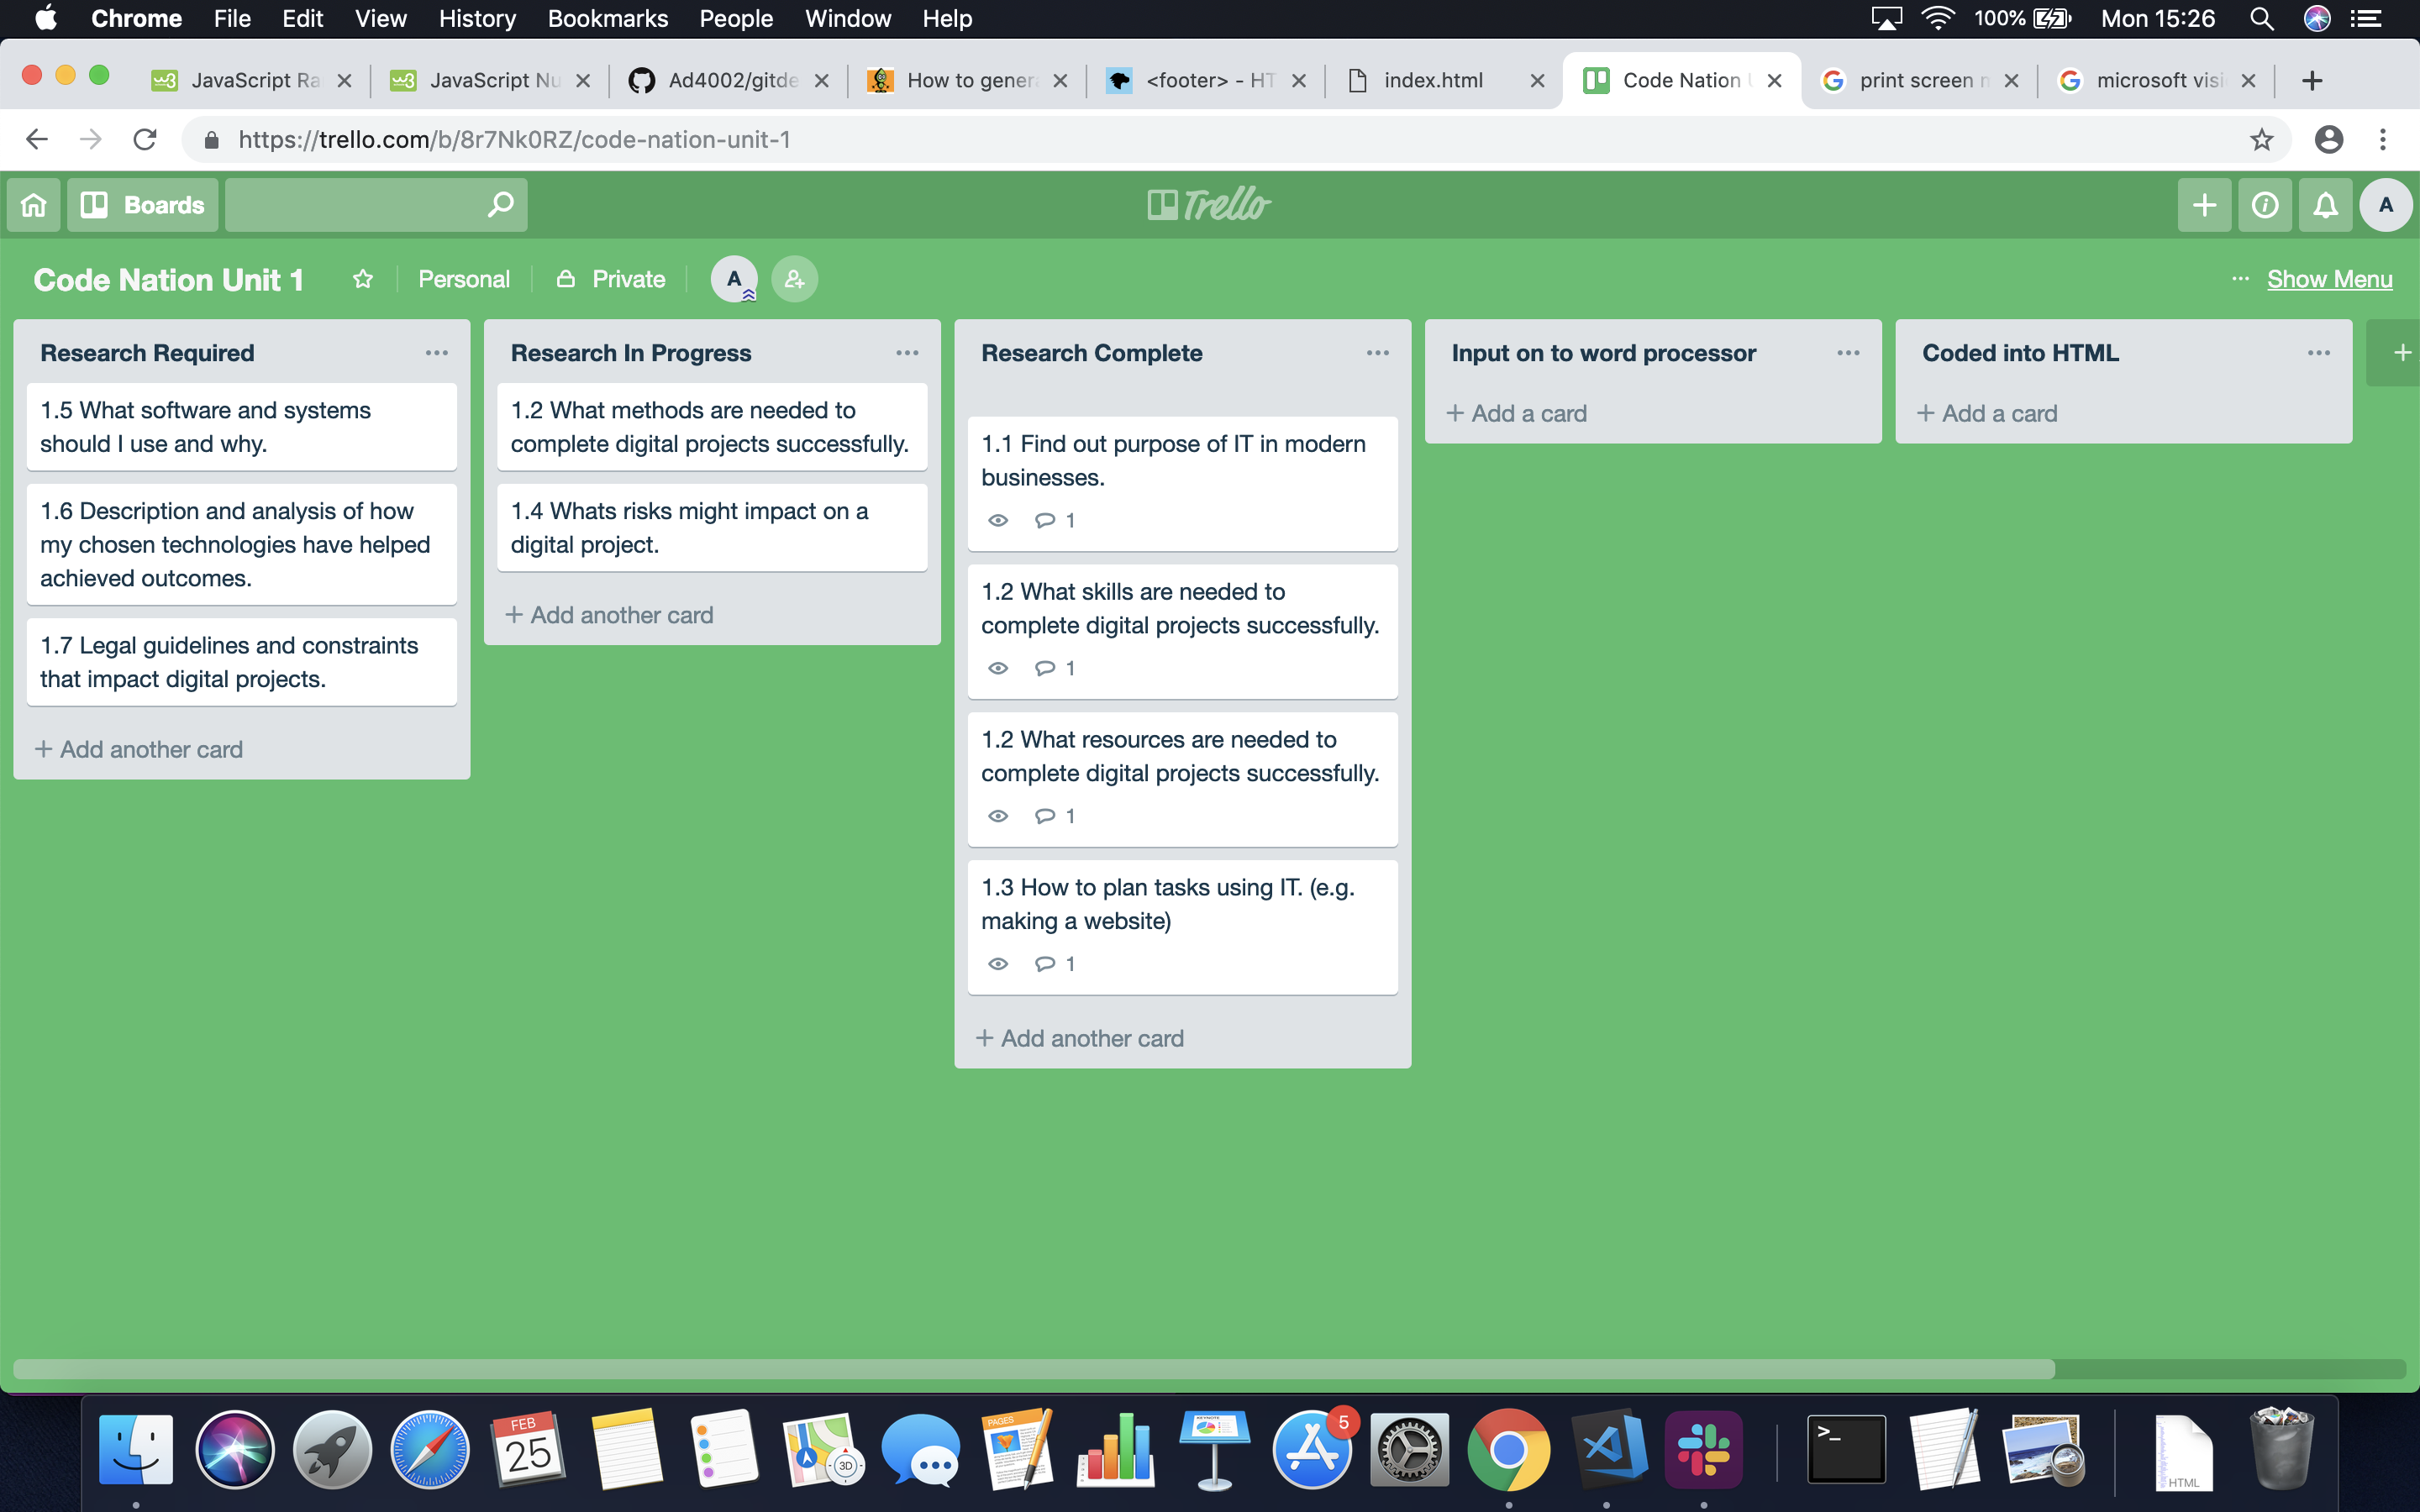 Chrome File Edit View History Bookmarks People Window Help 100% Mon 15:26
JavaScript Ra JavaScript Nu Ad4002/gitde How to gener <footer> - HT index.html Code Nation print screen microsoft visi
https://trello.com/b/8r7Nk0RZ/code-nation-unit-1
Boards Trello A
Code Nation Unit 1 Personal Private A ... Show Menu
Research Required
1.5 What software and systems
should I use and why.
1.6 Description and analysis of how
my chosen technologies have helped
achieved outcomes.
1.7 Legal guidelines and constraints
that impact digital projects.
+ Add another card
Research In Progress
1.2 What methods are needed to
complete digital projects successfully.
1.4 Whats risks might impact on a
digital project.
+ Add another card
Research Complete
1.1 Find out purpose of IT in modern
businesses.
1
1.2 What skills are needed to
complete digital projects successfully.
1
1.2 What resources are needed to
complete digital projects successfully.
1
1.3 How to plan tasks using IT. (e.g.
making a website)
1
+ Add another card
Input on to word processor
+ Add a card
Coded into HTML
+ Add a card
FEB
25
3D
PAGES
KEYNOTE
5
>_
HTML